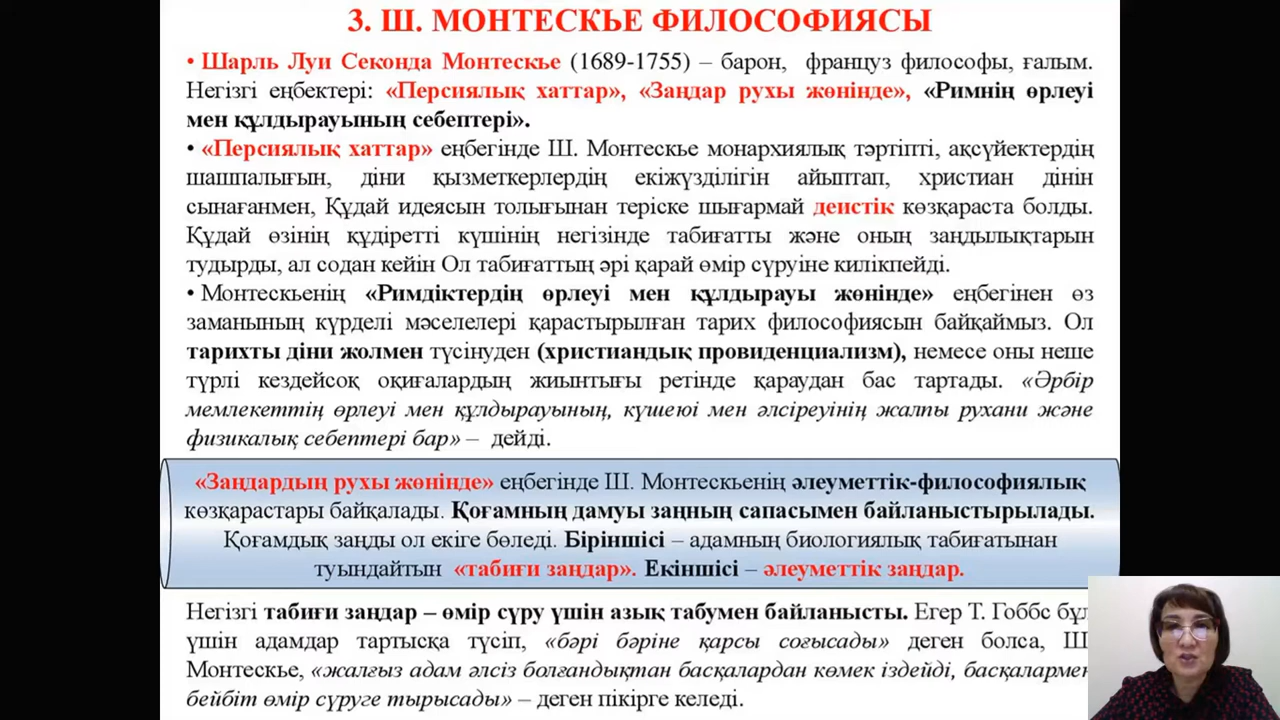 3. Ш. МОНТЕСКЬЕ ФИЛОСОФИЯСЫ
• Шарль Луи Секонда Монтескье (1689-1755) – барон, француз философы, ғалым.
Негізгі еңбектері: «Персиялық хаттар», «Заңдар рухы жөнінде», «Римнің өрлеуі
мен құлдырауының себептері».
• «Персиялық хаттар» еңбегінде Ш. Монтескье монархиялық тәртіпті, ақсүйектердің
шашпалығын, діни қызметкерлердің екіжүзділігін айыптап, христиан дінін
сынағанмен, Құдай идеясын толығынан теріске шығармай деистік көзқараста болды.
Құдай өзінің құдіретті күшінің негізінде табиғатты және оның заңдылықтарын
тудырды, ал содан кейін Ол табиғаттың әрі қарай өмір сүруіне килікпейді.
• Монтескьенің «Римдіктердің өрлеуі мен құлдырауы жөнінде» еңбегінен өз
заманының күрделі мәселелері қарастырылған тарих философиясын байқаймыз. Ол
тарихты діни жолмен түсінуден (христиандық провиденциализм), немесе оны неше
түрлі кездейсоқ оқиғалардың жиынтығы ретінде қараудан бас тартады. «Әрбір
мемлекеттің өрлеуі мен құлдырауының, күшеюі мен әлсіреуінің жалпы рухани және
физикалық себептері бар» – дейді.
«Заңдардың рухы жөнінде» еңбегінде Ш. Монтескьенің әлеуметтік-философиялық
көзқарастары байқалады. Қоғамның дамуы заңның сапасымен байланыстырылады.
Қоғамдық заңды ол екіге бөледі. Біріншісі – адамның биологиялық табиғатынан
туындайтын «табиғи заңдар». Екіншісі – әлеуметтік заңдар.
Негізгі табиғи заңдар – өмір сүру үшін азық табумен байланысты. Егер Т. Гоббс бұл
үшін адамдар тартысқа түсіп, «бәрі бәріне қарсы соғысады» деген болса, Ш
Монтескье, «жалғыз адам әлсіз болғандықтан басқалардан көмек іздейді, басқалармен
бейбіт өмір сүруге тырысады» – деген пікірге келеді.